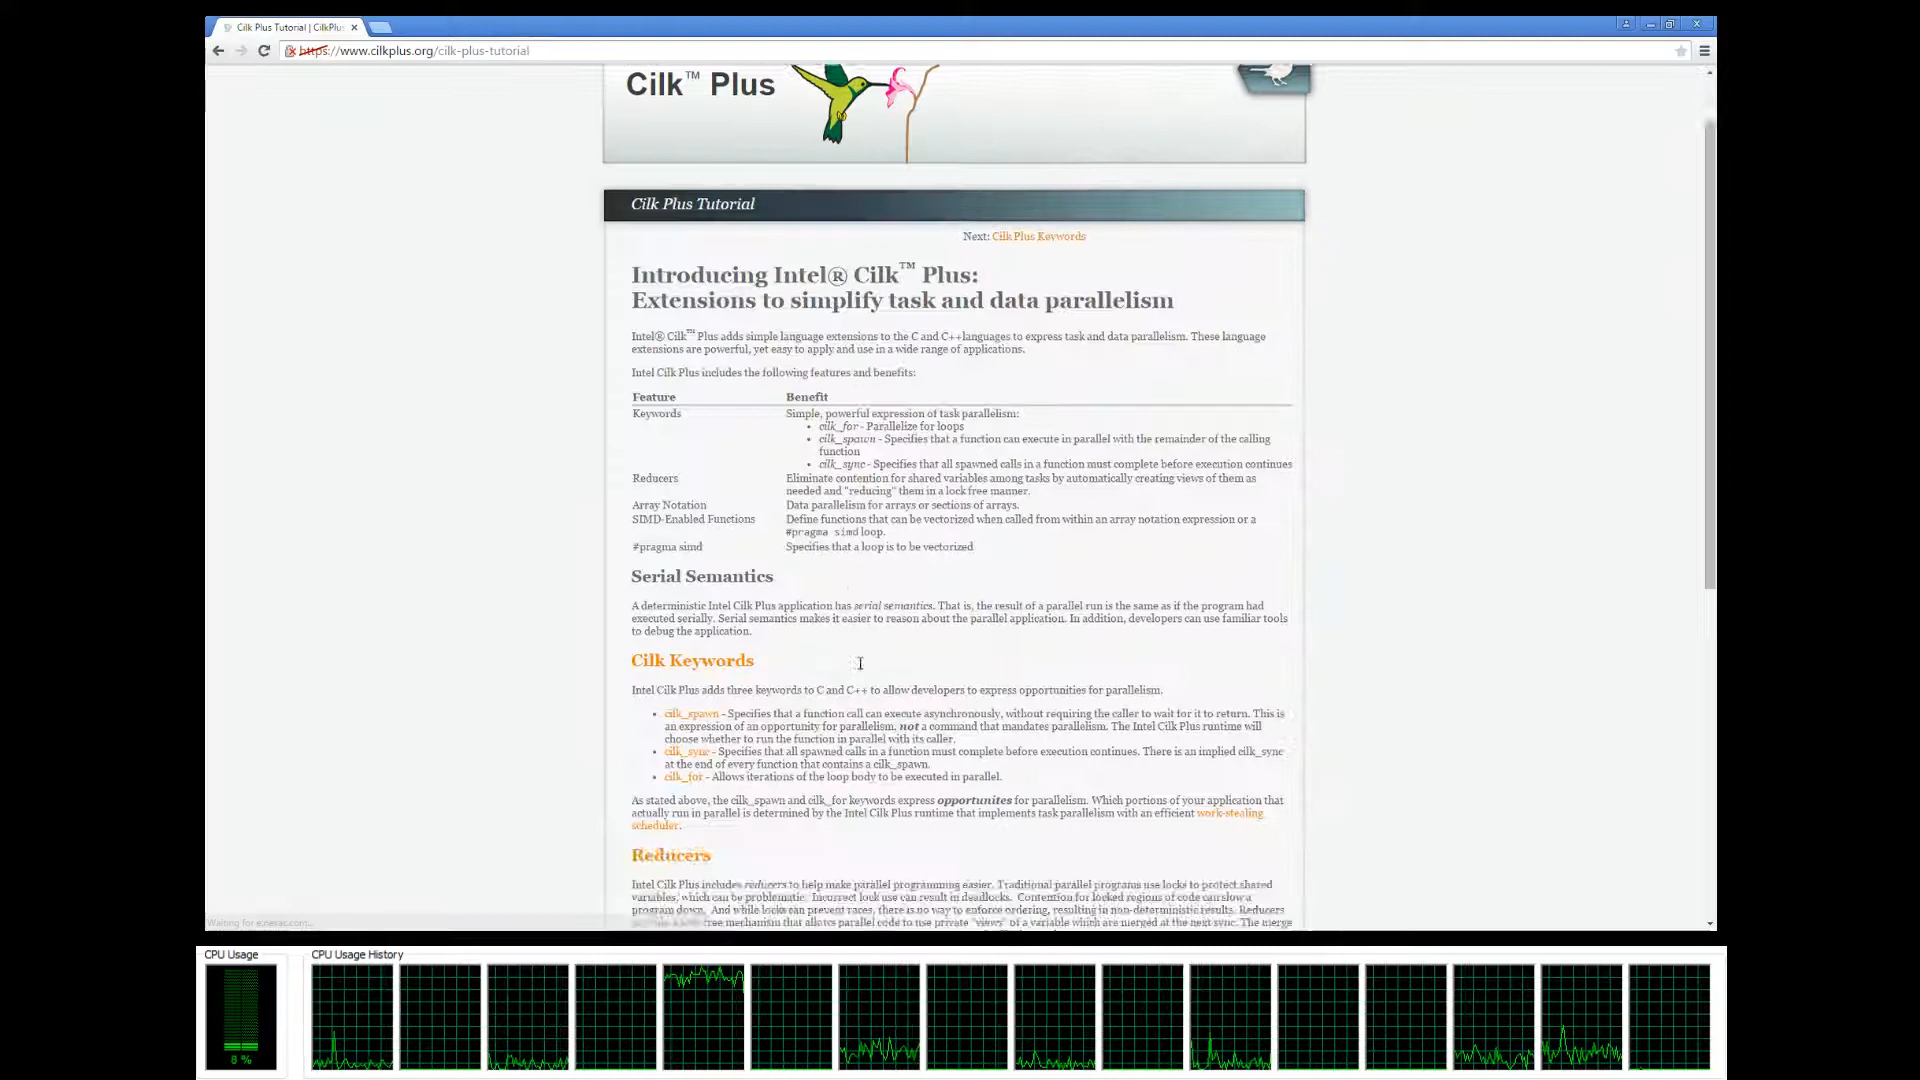 Cilk Plus Tutorial | CilkPlus
https://www.cilkplus.org/cilk-plus-tutorial
Cilk™ Plus
Cilk Plus Tutorial
Next: Cilk Plus Keywords
Introducing Intel® Cilk™ Plus:
Extensions to simplify task and data parallelism
Intel® Cilk™ Plus adds simple language extensions to the C and C++ languages to express task and data parallelism. These language
extensions are powerful, yet easy to apply and use in a wide range of applications.
Intel Cilk Plus includes the following features and benefits:
Feature Benefit
Keywords Simple, powerful expression of task parallelism:
• cilk_for - Parallelize for loops
• cilk_spawn - Specifies that a function can execute in parallel with the remainder of the calling
function
• cilk_sync - Specifies that all spawned calls in a function must complete before execution continues
Reducers Eliminate contention for shared variables among tasks by automatically creating views of them as
needed and "reducing" them in a lock free manner.
Array Notation Data parallelism for arrays or sections of arrays.
SIMD-Enabled Functions Define functions that can be vectorized when called from within an array notation expression or a
#pragma simd loop.
#pragma simd Specifies that a loop is to be vectorized
Serial Semantics
A deterministic Intel Cilk Plus application has serial semantics. That is, the result of a parallel run is the same as if the program had
executed serially. Serial semantics makes it easier to reason about the parallel application. In addition, developers can use familiar tools
to debug the application.
Cilk Keywords
Intel Cilk Plus adds three keywords to C and C++ to allow developers to express opportunities for parallelism.
• cilk_spawn - Specifies that a function call can execute asynchronously, without requiring the caller to wait for it to return. This is
an expression of an opportunity for parallelism, not a command that mandates parallelism. The Intel Cilk Plus runtime will
choose whether to run the function in parallel with its caller.
• cilk_sync - Specifies that all spawned calls in a function must complete before execution continues. There is an implied cilk_sync
at the end of every function that contains a cilk_spawn.
• cilk_for - Allows iterations of the loop body to be executed in parallel.
As stated above, the cilk_spawn and cilk_for keywords express opportunites for parallelism. Which portions of your application that
actually run in parallel is determined by the Intel Cilk Plus runtime that implements task parallelism with an efficient work-stealing
scheduler.
Reducers
Intel Cilk Plus includes reducers to help make parallel programming easier. Traditional parallel programs use locks to protect shared
variables, which can be problematic. Incorrect lock use can result in deadlocks. Contention for locked regions of code can slow a
program down. And while locks can prevent races, there is no way to enforce ordering, resulting in non-deterministic results. Reducers
free mechanism that allows parallel code to use private "views" of a variable which are merged at the next sync. The merge
CPU Usage
CPU Usage History
8 %